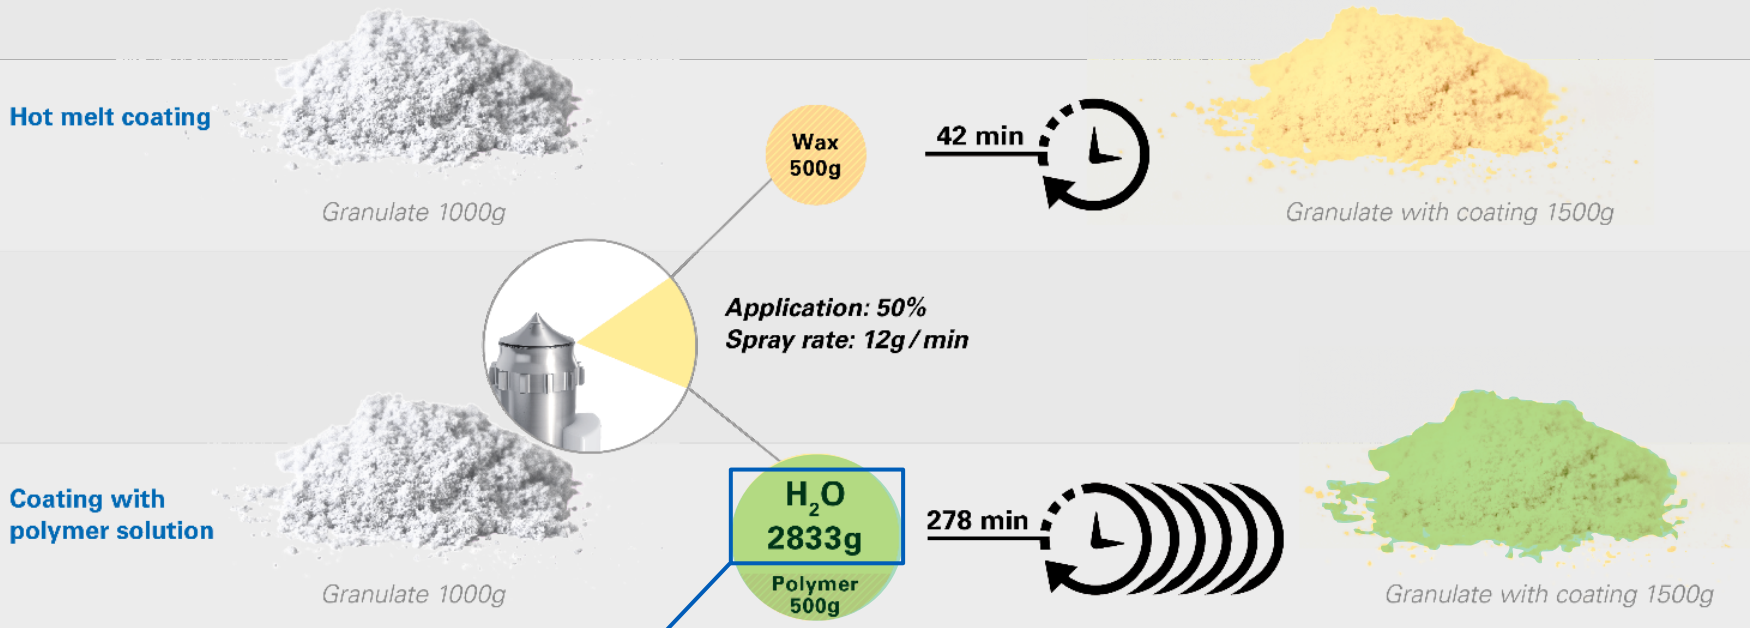 Hot melt coating
Granulate 1000g
Wax
500g
42 min
Granulate with coating 1500g
Application: 50%
Spray rate: 12g / min
Coating with
polymer solution
Granulate 1000g
H₂O
2833g
Polymer
500g
278 min
Granulate with coating 1500g